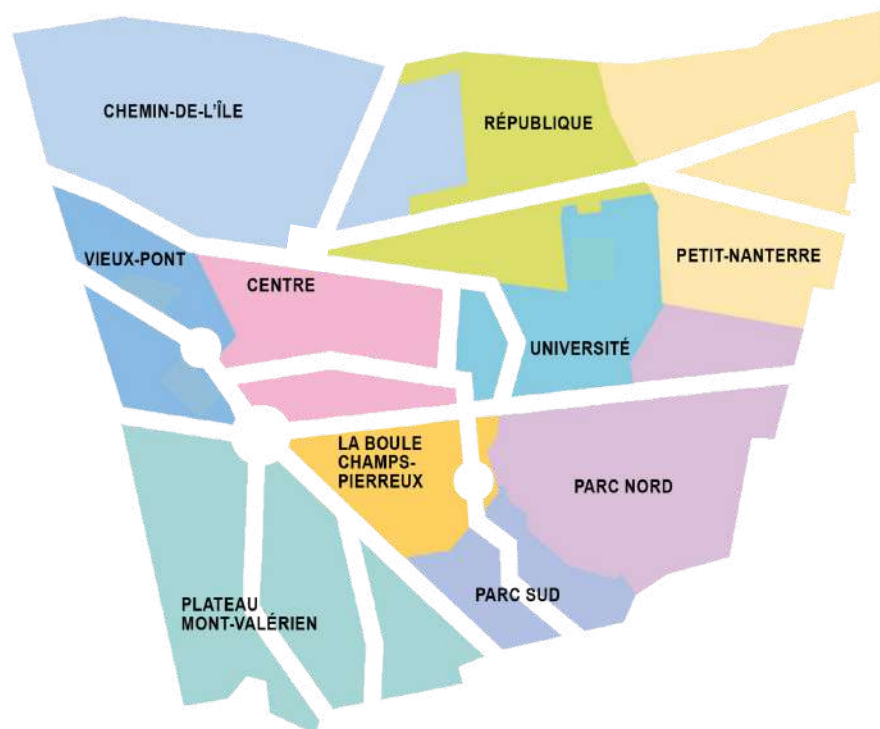 CHEMIN-DE-L'ÎLE
RÉPUBLIQUE
VIEUX-PONT
CENTRE
PETIT-NANTERRE
UNIVERSITÉ
LA BOULE
CHAMPS-
PIERREUX
PARC NORD
PLATEAU
MONT-VALÉRIEN
PARC SUD